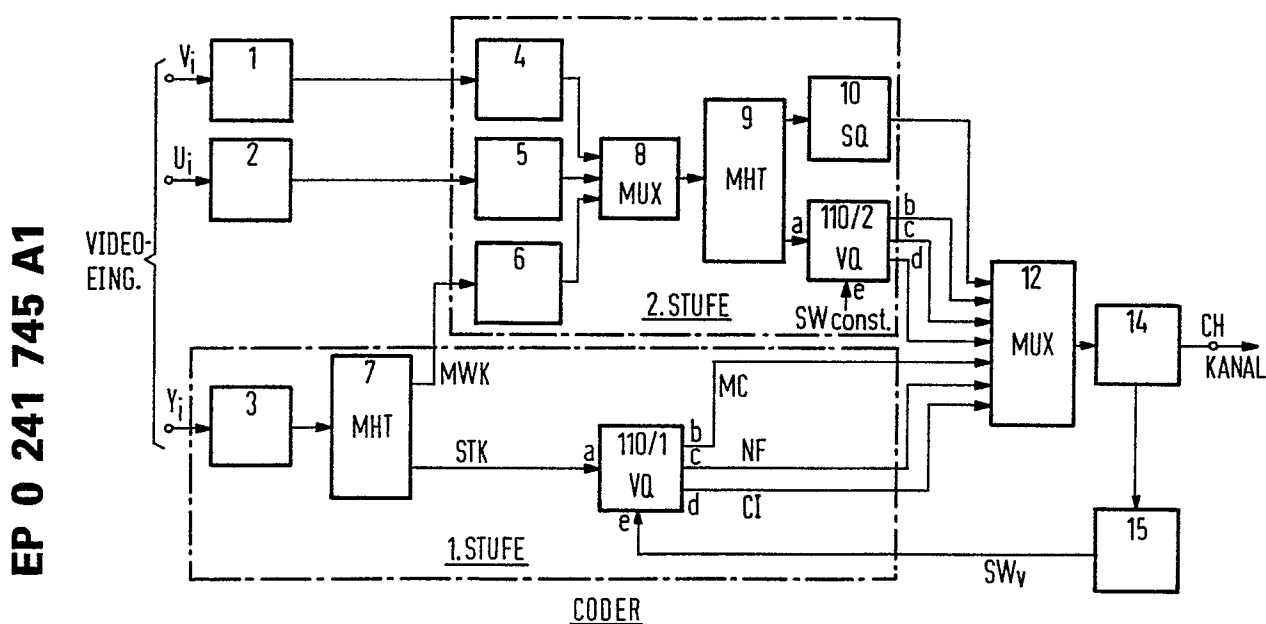 EP 0 241 745 A1
VIDEO-
EING.
Vi
Ui
Yi
1
2
3
4
5
6
7
MHT
8
MUX
9
MHT
10
SQ
110/2
VQ
a
b
c
d
e
SWconst.
2.STUFE
MWK
STK
110/1
VQ
a
b
c
d
e
MC
NF
CI
1.STUFE
12
MUX
14
CH
KANAL
15
SWv
CODER